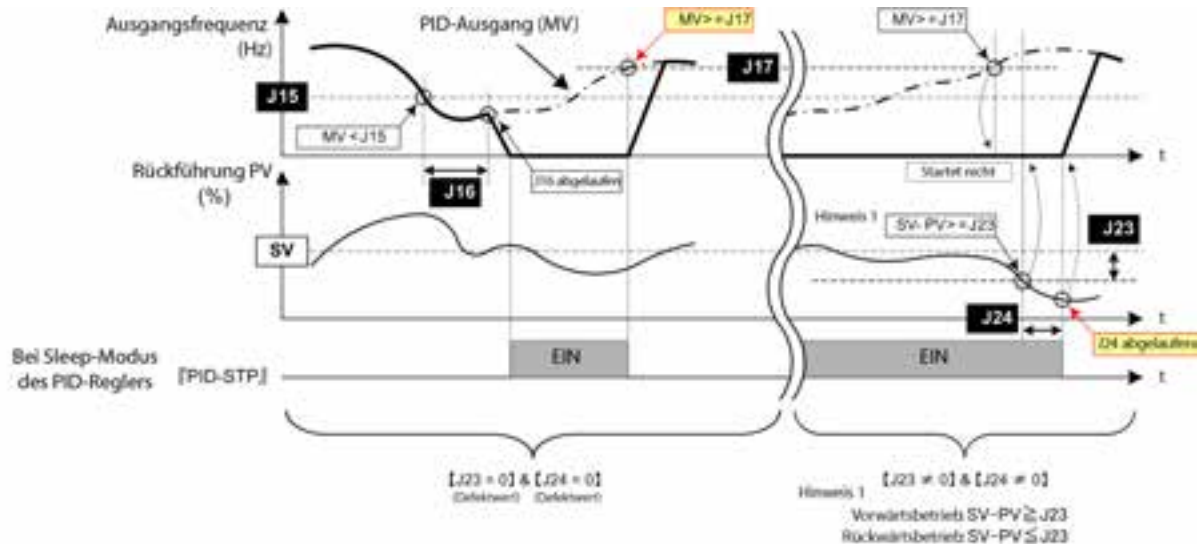 Ausgangsfrequenz
(Hz)
PID-Ausgang (MV)
MV> =J17
MV> =J17
J17
J15
MV <J15
t
Rückführung PV
(%)
J16
J16 abgelaufen
Startet nicht
Hinweis 1
SV- PV> =J23
J23
SV
J24
t
J24 abgelaufens
Bei Sleep-Modus
des PID-Reglers
『PID-STP』
EIN
EIN
t
【J23 = 0】 & 【J24 = 0】
(Defektwert) (Defektwert)
【J23 ≠ 0】 & 【J24 ≠ 0】
Hinweis 1
Vorwärtsbetrieb: SV-PV≧J23
Rückwärtsbetrieb: SV-PV≦J23